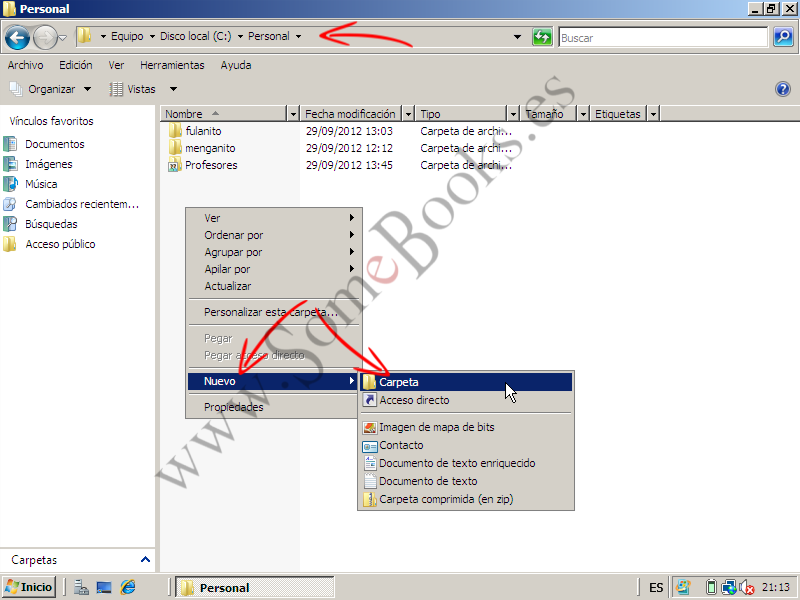 Personal
Equipo Disco local (C:) Personal
Buscar
Archivo Edición Ver Herramientas Ayuda
Organizar Vistas
Vínculos favoritos
Documentos
Imágenes
Música
Cambiados recientem...
Búsquedas
Acceso público
Nombre Fecha modificación Tipo Tamaño Etiquetas
fulanito 29/09/2012 13:03 Carpeta de archi...
menganito 29/09/2012 12:12 Carpeta de archi...
Profesores 29/09/2012 13:45 Carpeta de archi...
Ver
Ordenar por
Agrupar por
Apilar por
Actualizar
Personalizar esta carpeta...
Pegar
Pegar acceso directo
Nuevo
Propiedades
Carpeta
Acceso directo
Imagen de mapa de bits
Contacto
Documento de texto enriquecido
Documento de texto
Carpeta comprimida (en zip)
www.SomeBooks.es
Carpetas
Inicio Personal ES 21:13